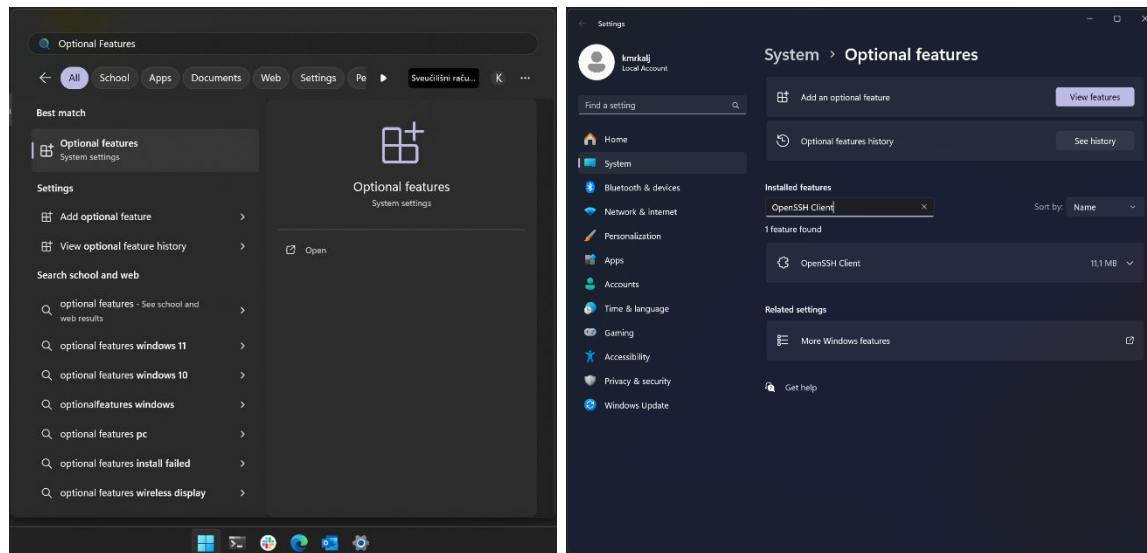 Optional Features
All School Apps Documents Web Settings Pe Sveučilišni raču... K ...
Best match
Optional features
System settings
Settings
Add optional feature
View optional feature history
Search school and web
optional features - See school and
web results
optional features windows 11
optional features windows 10
optionalfeatures windows
optional features pc
optional features install failed
optional features wireless display
Optional features
System settings
Open
Settings
kmrkalj
Local Account
Find a setting
Home
System
Bluetooth & devices
Network & internet
Personalization
Apps
Accounts
Time & language
Gaming
Accessibility
Privacy & security
Windows Update
System > Optional features
Add an optional feature View features
Optional features history See history
Installed features
OpenSSH Client Sort by: Name
1 feature found
OpenSSH Client 11,1 MB
Related settings
More Windows features
Get help